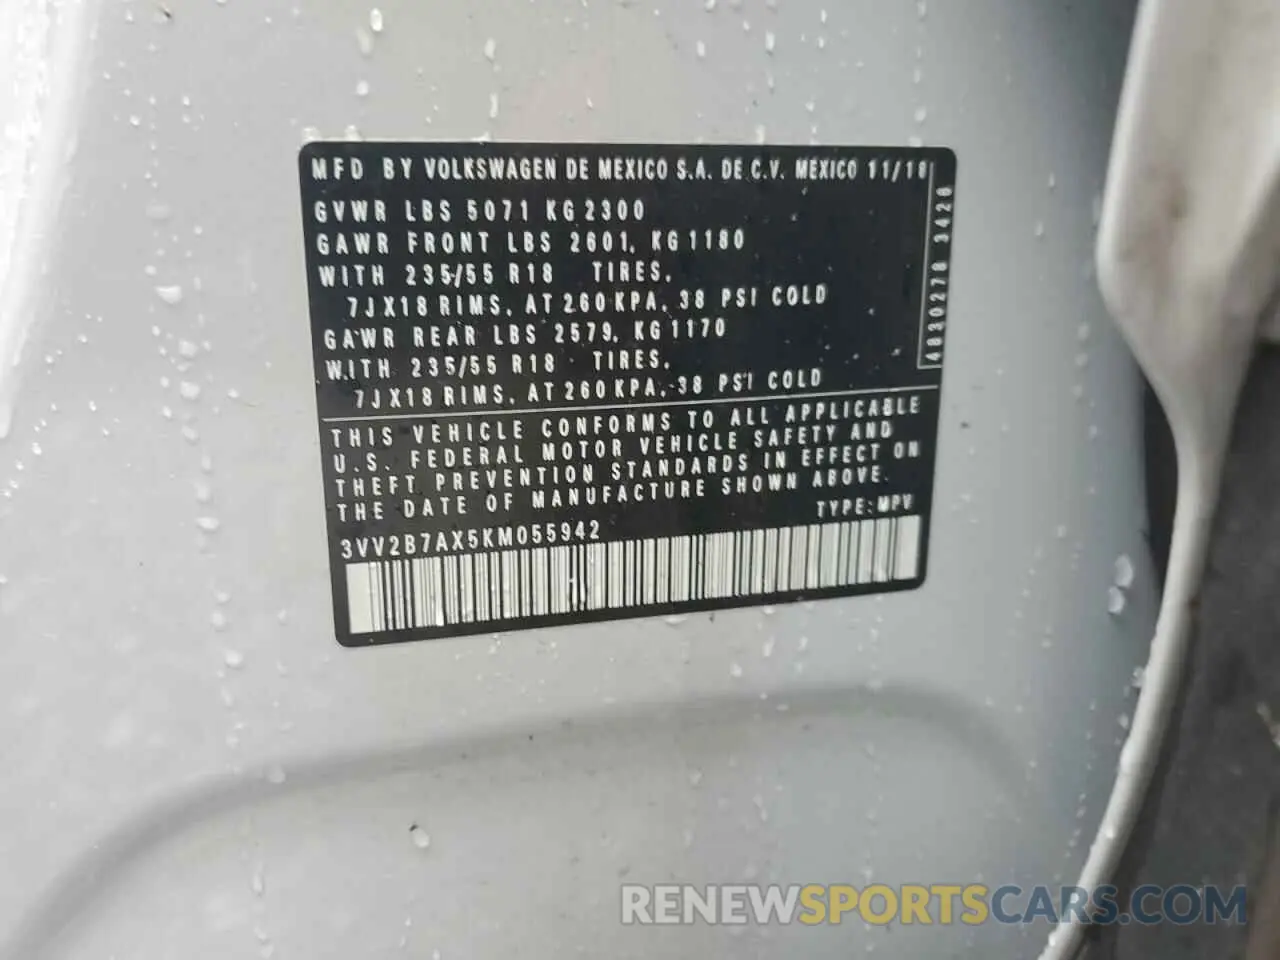 MFD BY VOLKSWAGEN DE MEXICO S.A. DE C.V. MEXICO 11/18
GVWR LBS 5071 KG 2300
GAWR FRONT LBS 2601, KG 1180
WITH 235/55 R18 TIRES,
7JX18 RIMS, AT 260 KPA, 38 PSI COLD
GAWR REAR LBS 2579, KG 1170
WITH 235/55 R18 TIRES,
7JX18 RIMS, AT 260 KPA, 38 PSI COLD
4830278 3428
THIS VEHICLE CONFORMS TO ALL APPLICABLE
U.S. FEDERAL MOTOR VEHICLE SAFETY AND
THEFT PREVENTION STANDARDS IN EFFECT ON
THE DATE OF MANUFACTURE SHOWN ABOVE.
TYPE: MPV
3VV2B7AX5KM055942
RENEWSPORTSCARS.COM